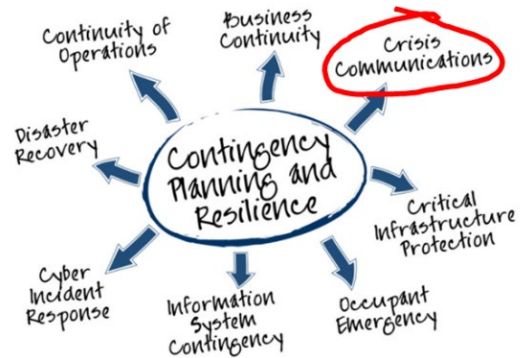 Continuity of
Operations
Business
Continuity
Crisis
Communications
Disaster
Recovery
Contingency
Planning and
Resilience
Critical
Infrastructure
Protection
Cyber
Incident
Response
Information
System
Contingency
Occupant
Emergency